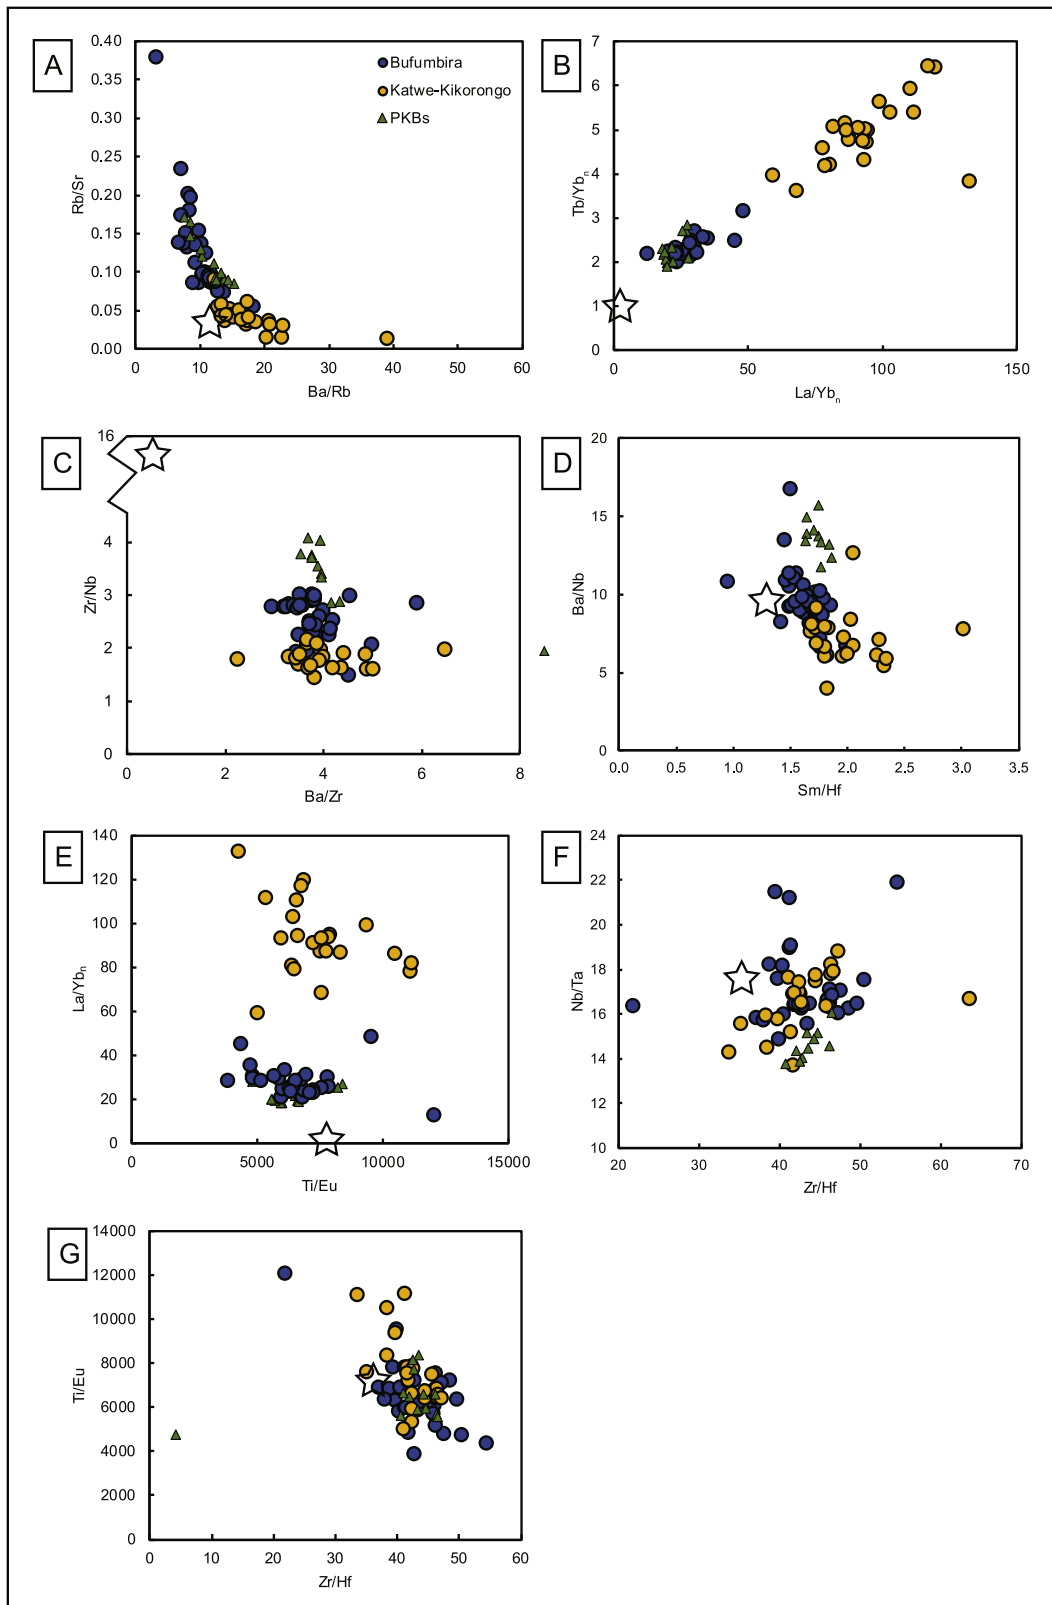 A
0.40
0.35
0.30
0.25
0.20
0.15
0.10
0.05
0.00
Rb/Sr
0 10 20 30 40 50 60
Ba/Rb
Bufumbira
Katwe-Kikorongo
PKBs
B
7
6
5
4
3
2
1
0
Tb/Ybn
0 50 100 150
La/Ybn
C
16
4
3
2
1
0
Zr/Nb
0 2 4 6 8
Ba/Zr
D
20
15
10
5
0
Ba/Nb
0.0 0.5 1.0 1.5 2.0 2.5 3.0 3.5
Sm/Hf
E
140
120
100
80
60
40
20
0
La/Ybn
0 5000 10000 15000
Ti/Eu
F
24
22
20
18
16
14
12
10
Nb/Ta
20 30 40 50 60 70
Zr/Hf
G
14000
12000
10000
8000
6000
4000
2000
0
Ti/Eu
0 10 20 30 40 50 60
Zr/Hf